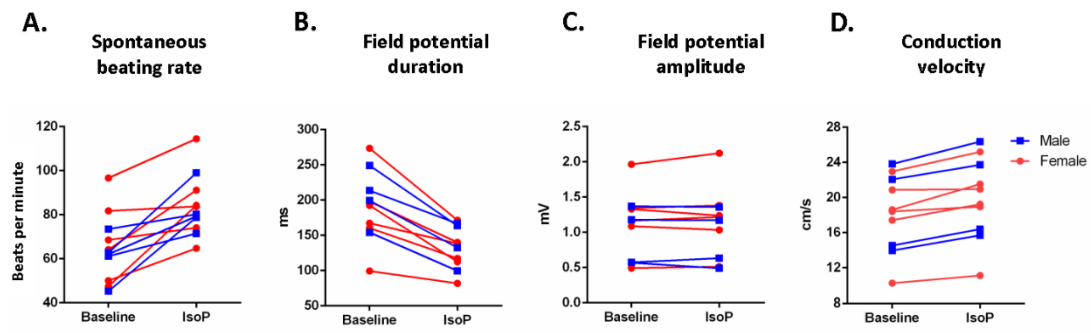 A.
Spontaneous
beating rate
Beats per minute
120
100
80
60
40
Baseline
IsoP
B.
Field potential
duration
ms
300
250
200
150
100
50
Baseline
IsoP
C.
Field potential
amplitude
mV
2.5
2.0
1.5
1.0
0.5
0.0
Baseline
IsoP
D.
Conduction
velocity
cm/s
28
24
20
16
12
8
Baseline
IsoP
Male
Female